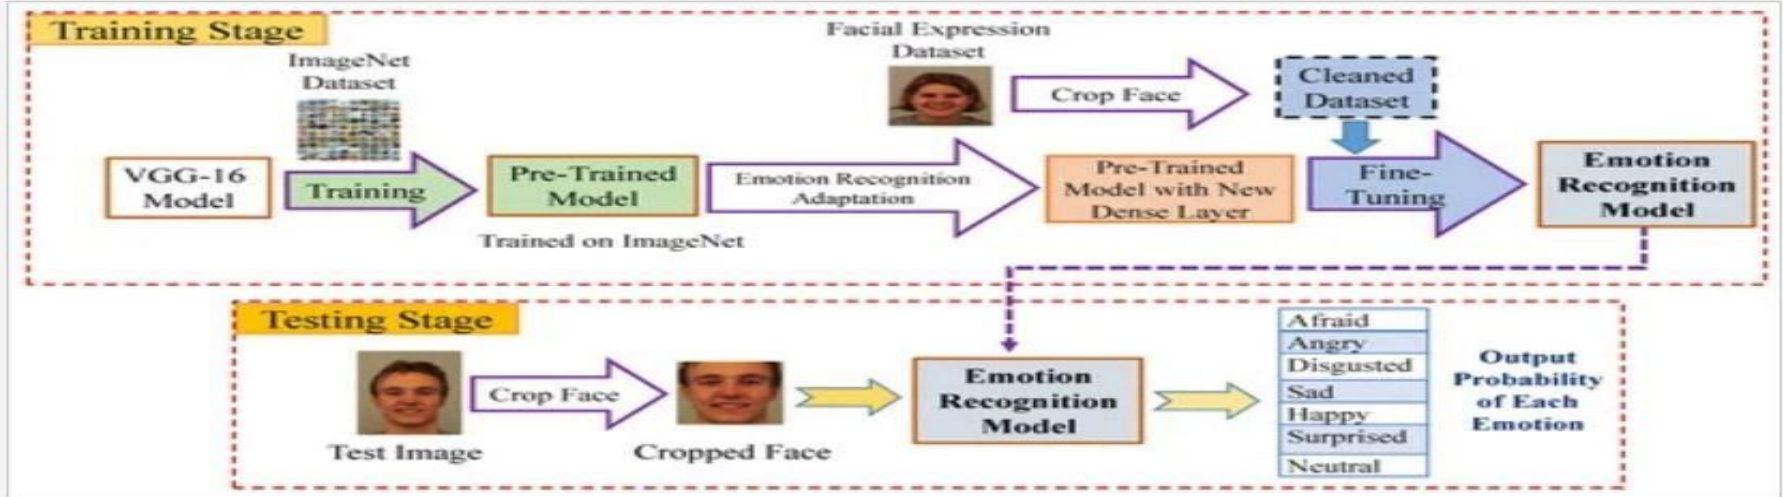 Training Stage
ImageNet
Dataset
Facial Expression
Dataset
Crop Face
Cleaned
Dataset
VGG-16
Model
Training
Pre-Trained
Model
Trained on ImageNet
Emotion Recognition
Adaptation
Pre-Trained
Model with New
Dense Layer
Fine-
Tuning
Emotion
Recognition
Model
Testing Stage
Test Image
Crop Face
Cropped Face
Emotion
Recognition
Model
Afraid
Angry
Disgusted
Sad
Happy
Surprised
Neutral
Output
Probability
of Each
Emotion